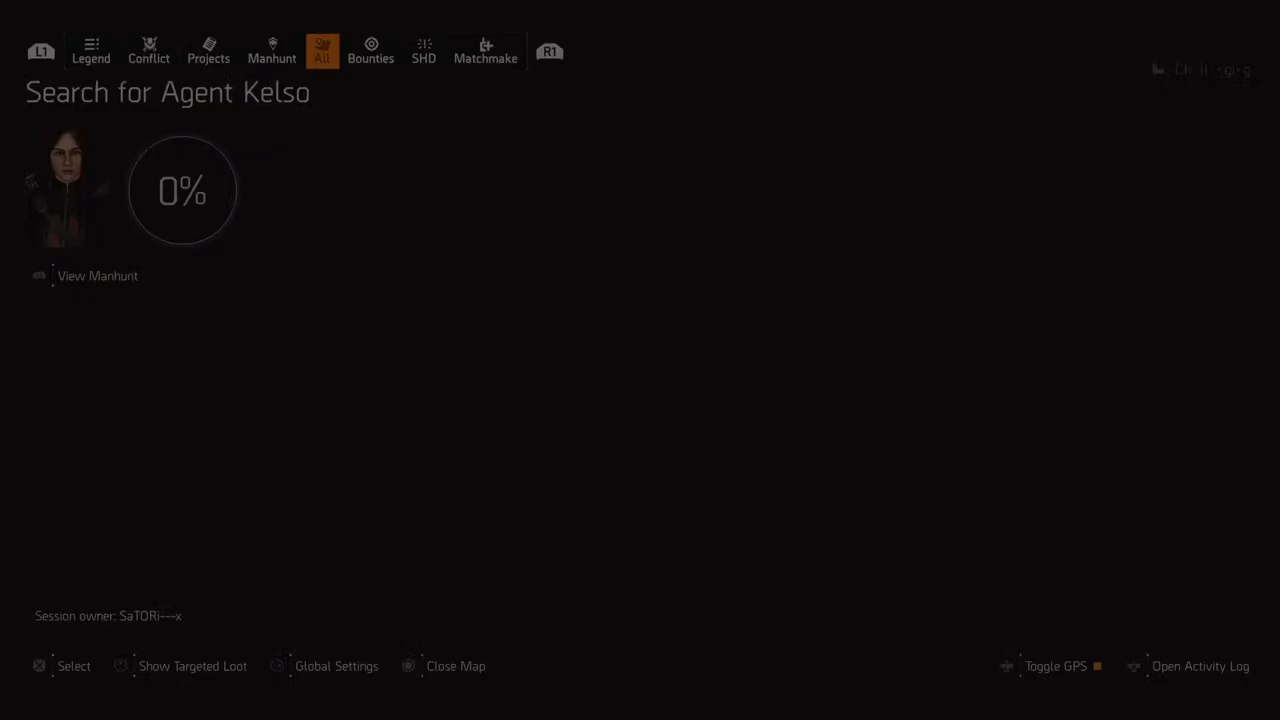 L1 Legend Conflict Projects Manhunt All Bounties SHD Matchmake R1
Search for Agent Kelso
0%
View Manhunt
Session owner: SaTORi---x
Select Show Targeted Loot Global Settings Close Map Toggle GPS Open Activity Log